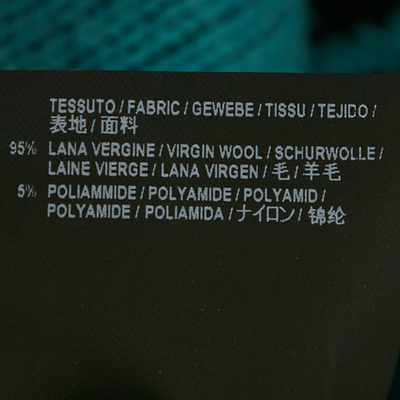 TESSUTO / FABRIC / GEWEBE / TISSU / TEJIDO /
表地 / 面料
95% LANA VERGINE / VIRGIN WOOL / SCHURWOLLE /
LAINE VIERGE / LANA VIRGEN / 毛 / 羊毛
5% POLIAMMIDE / POLYAMIDE / POLYAMID /
POLYAMIDE / POLIAMIDA / ナイロン / 锦纶